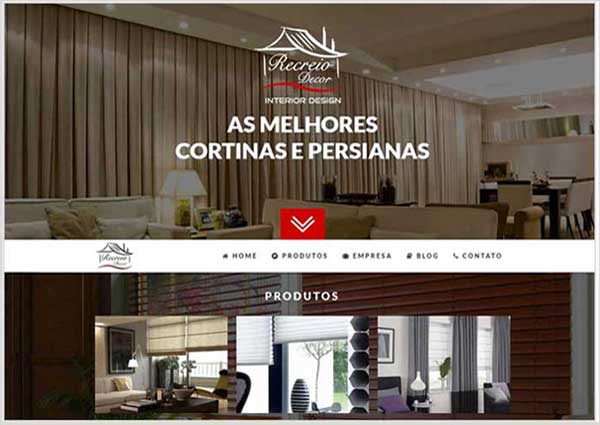 Recreio
Decor
INTERIOR DESIGN
AS MELHORES
CORTINAS E PERSIANAS
Recreio
Decor
HOME PRODUTOS EMPRESA BLOG CONTATO
PRODUTOS